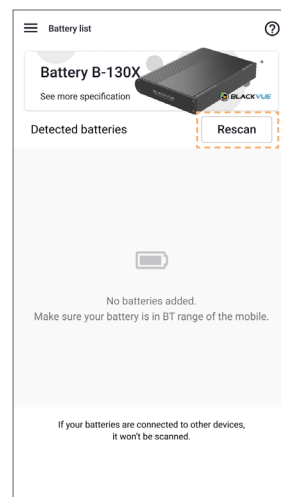 Battery list
Battery B-130X
See more specification
BLACKVUE
BLACKVUE
Detected batteries
Rescan
No batteries added.
Make sure your battery is in BT range of the mobile.
If your batteries are connected to other devices,
it won't be scanned.